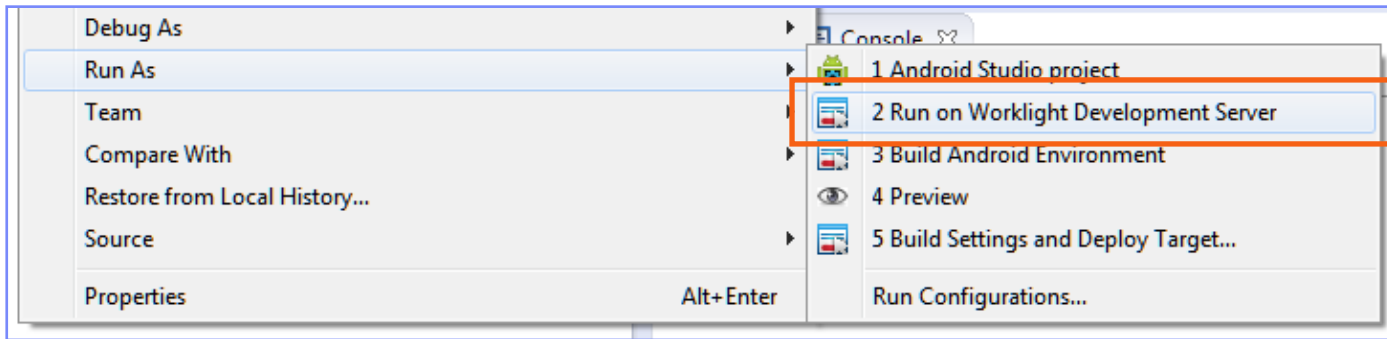 Debug As
Console
Run As
1 Android Studio project
Team
2 Run on Worklight Development Server
Compare With
3 Build Android Environment
Restore from Local History...
4 Preview
Source
5 Build Settings and Deploy Target...
Properties Alt+Enter
Run Configurations...